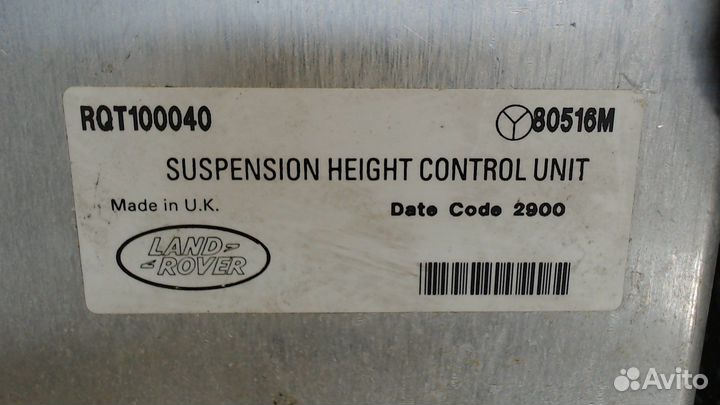 RQT100040 80516M
SUSPENSION HEIGHT CONTROL UNIT
Made in U.K. Date Code 2900
LAND-
-ROVER
Avito